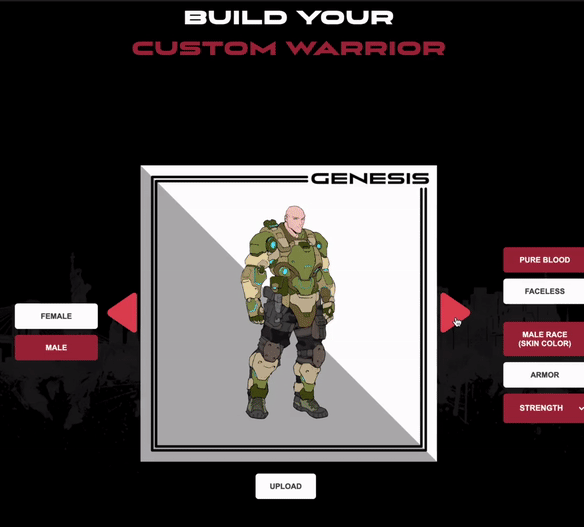 BUILD YOUR
CUSTOM WARRIOR
GENESIS
PURE BLOOD
FACELESS
FEMALE
MALE RACE
(SKIN COLOR)
MALE
ARMOR
STRENGTH
UPLOAD